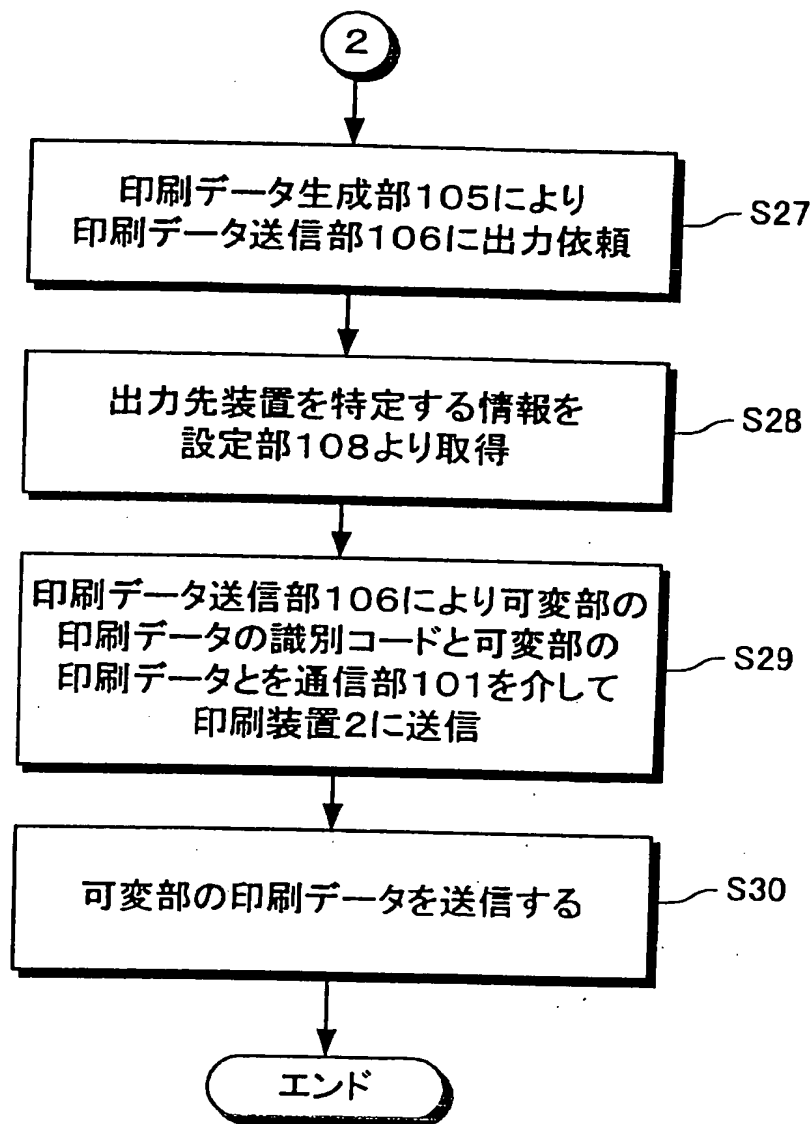 2
印刷データ生成部105により
印刷データ送信部106に出力依頼
S27
出力先装置を特定する情報を
設定部108より取得
S28
印刷データ送信部106により可変部の
印刷データの識別コードと可変部の
印刷データとを通信部101を介して
印刷装置2に送信
S29
可変部の印刷データを送信する
S30
エンド